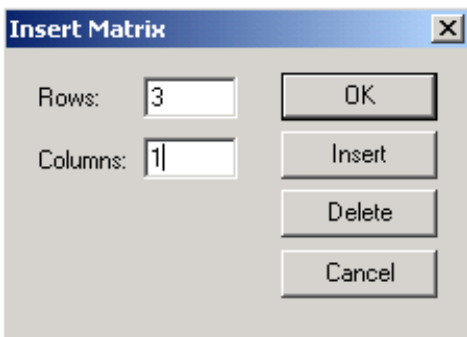 Insert Matrix
Rows: 3
OK
Columns: 1
Insert
Delete
Cancel